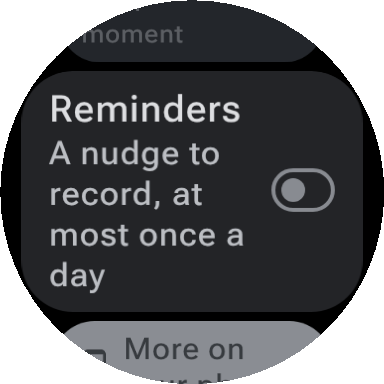 moment
Reminders
A nudge to
record, at
most once a
day
More on